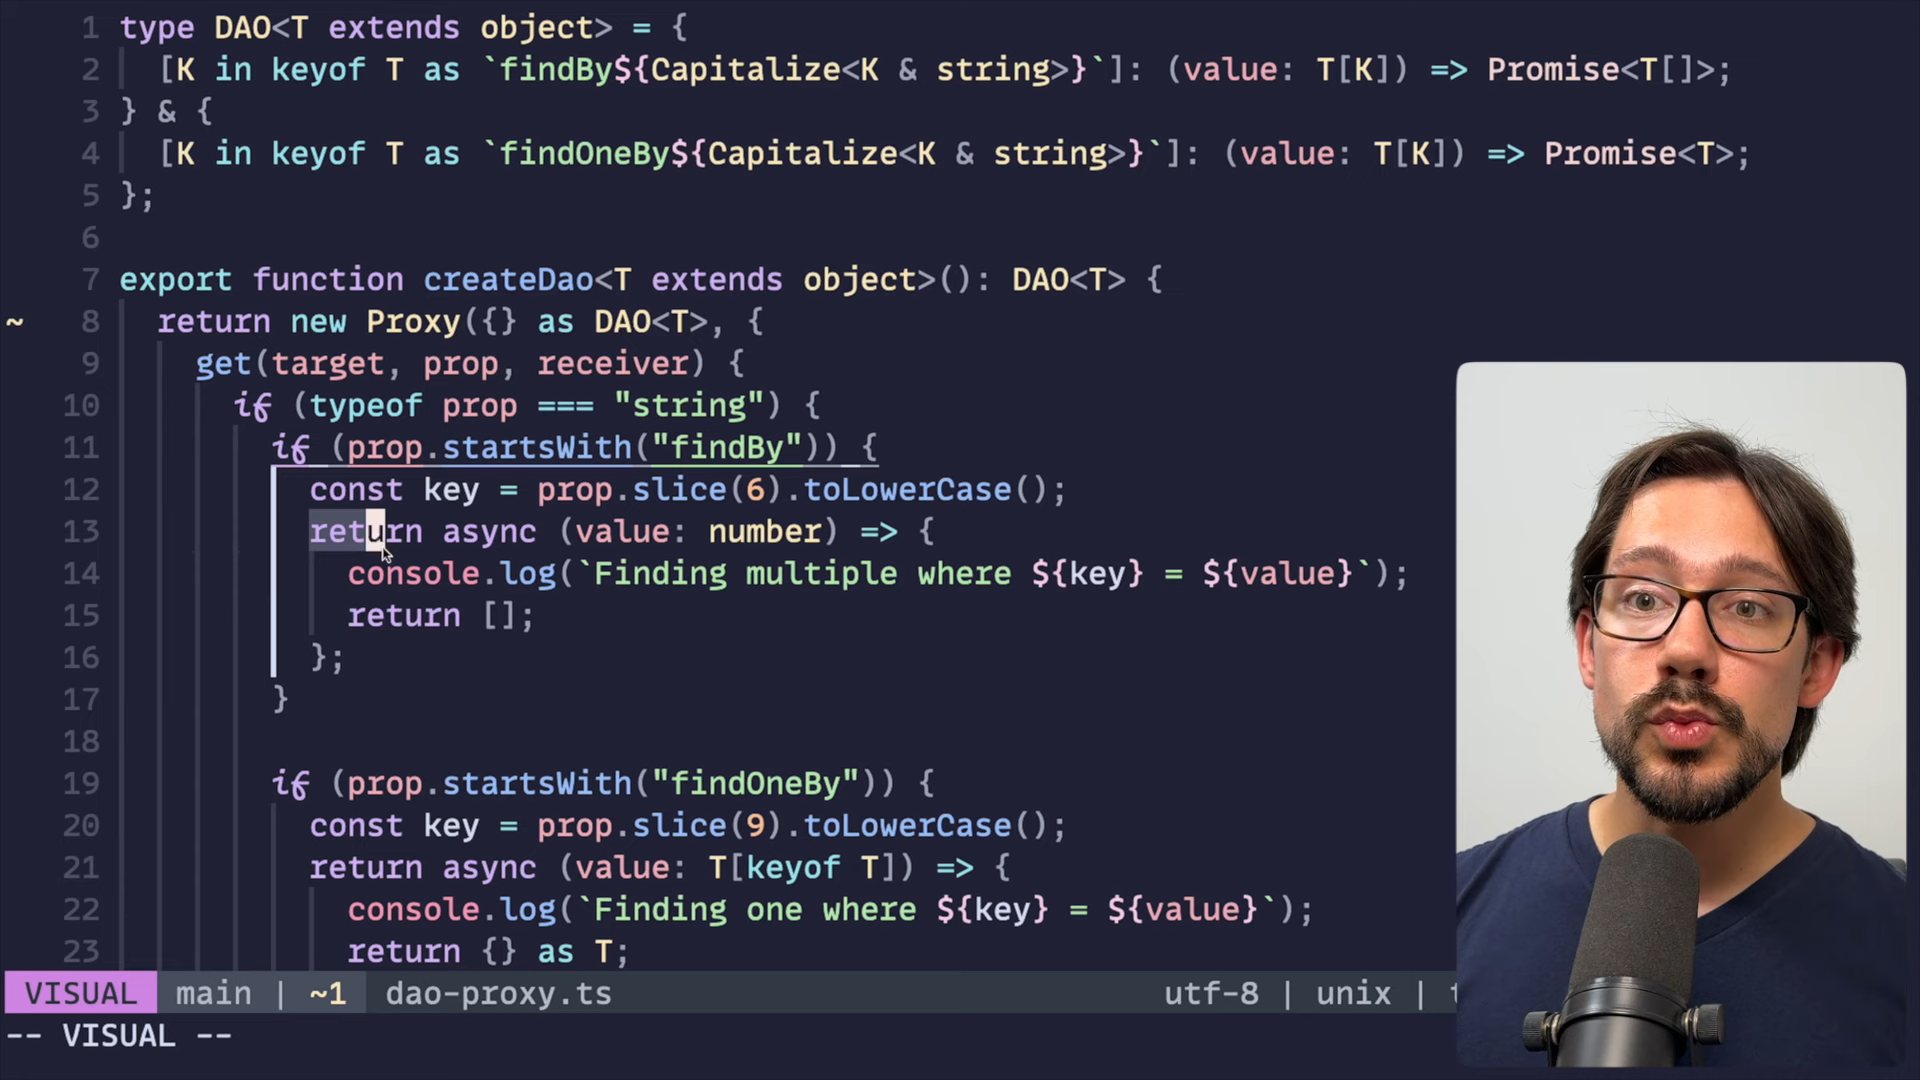 1 type DAO<T extends object> = {
2 [K in keyof T as `findBy${Capitalize<K & string>}`]: (value: T[K]) => Promise<T[]>;
3 } & {
4 [K in keyof T as `findOneBy${Capitalize<K & string>}`]: (value: T[K]) => Promise<T>;
5 };
6
7 export function createDao<T extends object>(): DAO<T> {
~ 8 return new Proxy({} as DAO<T>, {
9 get(target, prop, receiver) {
10 if (typeof prop === "string") {
11 if (prop.startsWith("findBy")) {
12 const key = prop.slice(6).toLowerCase();
13 return async (value: number) => {
14 console.log(`Finding multiple where ${key} = ${value}`);
15 return [];
16 };
17 }
18
19 if (prop.startsWith("findOneBy")) {
20 const key = prop.slice(9).toLowerCase();
21 return async (value: T[keyof T]) => {
22 console.log(`Finding one where ${key} = ${value}`);
23 return {} as T;
VISUAL main | ~1 dao-proxy.ts utf-8 | unix |
-- VISUAL --